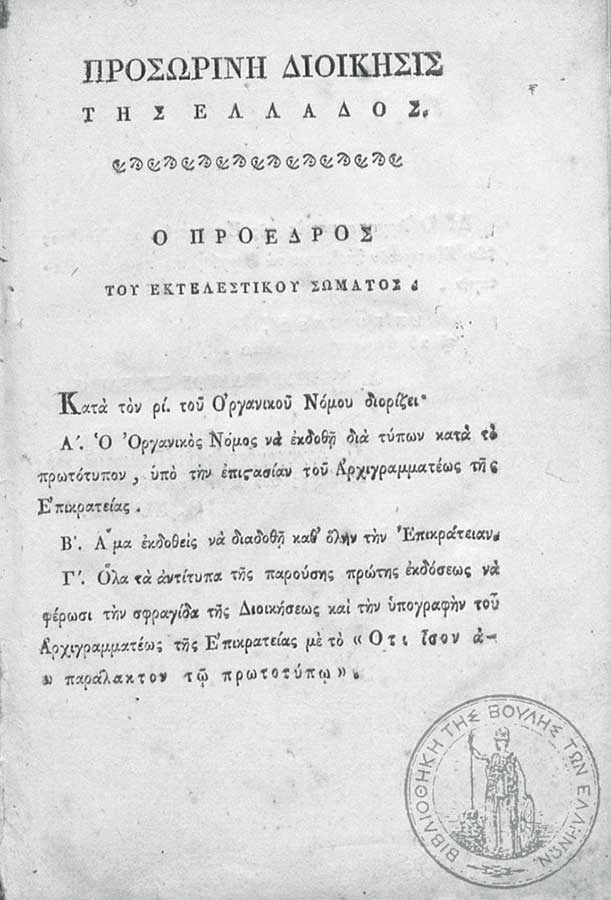 ΠΡΟΣΩΡΙΝΗ ΔΙΟΙΚΗΣΙΣ
ΤΗΣ ΕΛΛΑΔΟΣ.
Ο ΠΡΟΕΔΡΟΣ
ΤΟΥ ΕΚΤΕΛΕΣΤΙΚΟΥ ΣΩΜΑΤΟΣ.
Κατὰ τὸν ρί. τοῦ Ὀργανικοῦ Νόμου διορίζει·
Α΄. Ὁ Ὀργανικὸς Νόμος νὰ ἐκδοθῇ διὰ τύπων κατὰ τὸ
πρωτότυπον, ὑπὸ τὴν ἐπιϛασίαν τοῦ Ἀρχιγραμματέως τῆς
Ἐπικρατείας.
Β΄. Ἅμα ἐκδοθεὶς νὰ διαδοθῇ καθ' ὅλην τὴν Ἐπικράτειαν.
Γ΄. Ὅλα τὰ ἀντίτυπα τῆς παρούσης πρώτης ἐκδόσεως νὰ
φέρωσι τὴν σφραγίδα τῆς Διοικήσεως καὶ τὴν ὑπογραφὴν τοῦ
Ἀρχιγραμματέως τῆς Ἐπικρατείας μὲ τὸ «Ὅτι ἴσον ἀ-
παράλακτον τῷ πρωτοτύπῳ».
ΒΙΒΛΙΟΘΗΚΗ ΤΗΣ ΒΟΥΛΗΣ ΤΩΝ ΕΛΛΗΝΩΝ